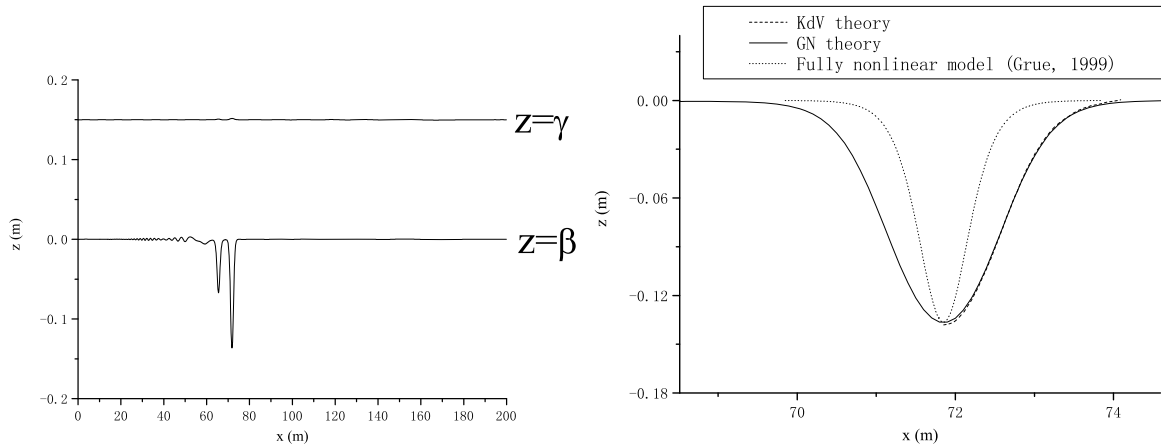 0.2
0.1
0.0
-0.1
-0.2
z (m)
0 20 40 60 80 100 120 140 160 180 200
x (m)
z=γ
z=β
KdV theory
GN theory
Fully nonlinear model (Grue, 1999)
0.00
-0.06
-0.12
-0.18
z (m)
70 72 74
x (m)